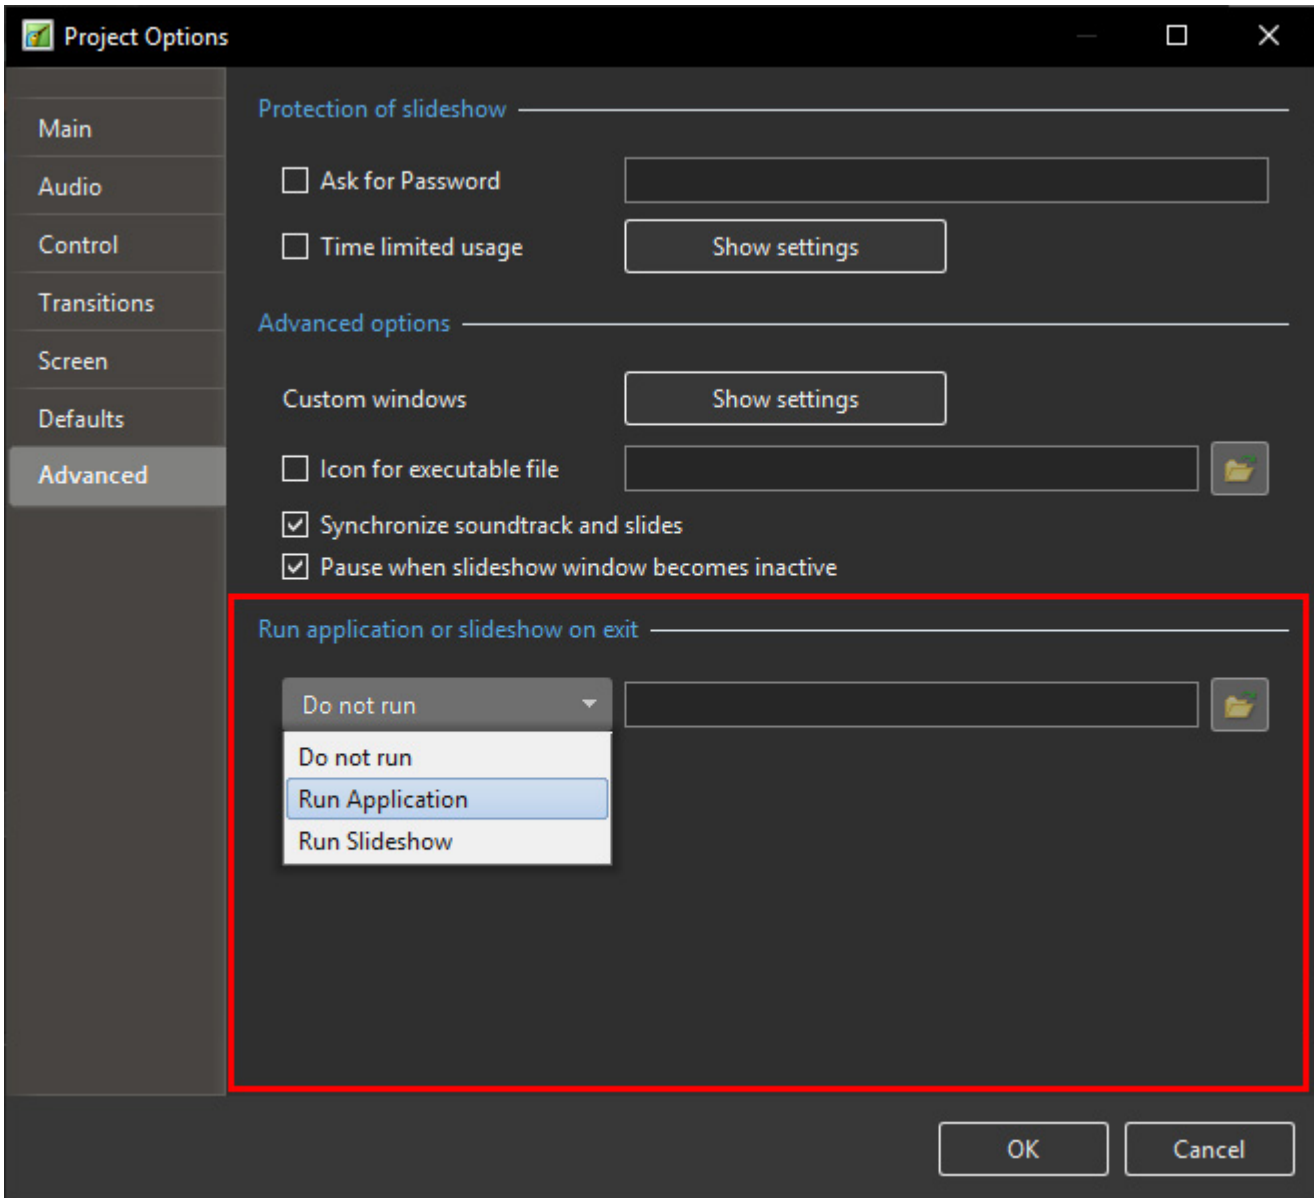 Project Options
Main
Audio
Control
Transitions
Screen
Defaults
Advanced
Protection of slideshow
Ask for Password
Time limited usage
Show settings
Advanced options
Custom windows
Show settings
Icon for executable file
Synchronize soundtrack and slides
Pause when slideshow window becomes inactive
Run application or slideshow on exit
Do not run
Do not run
Run Application
Run Slideshow
OK
Cancel